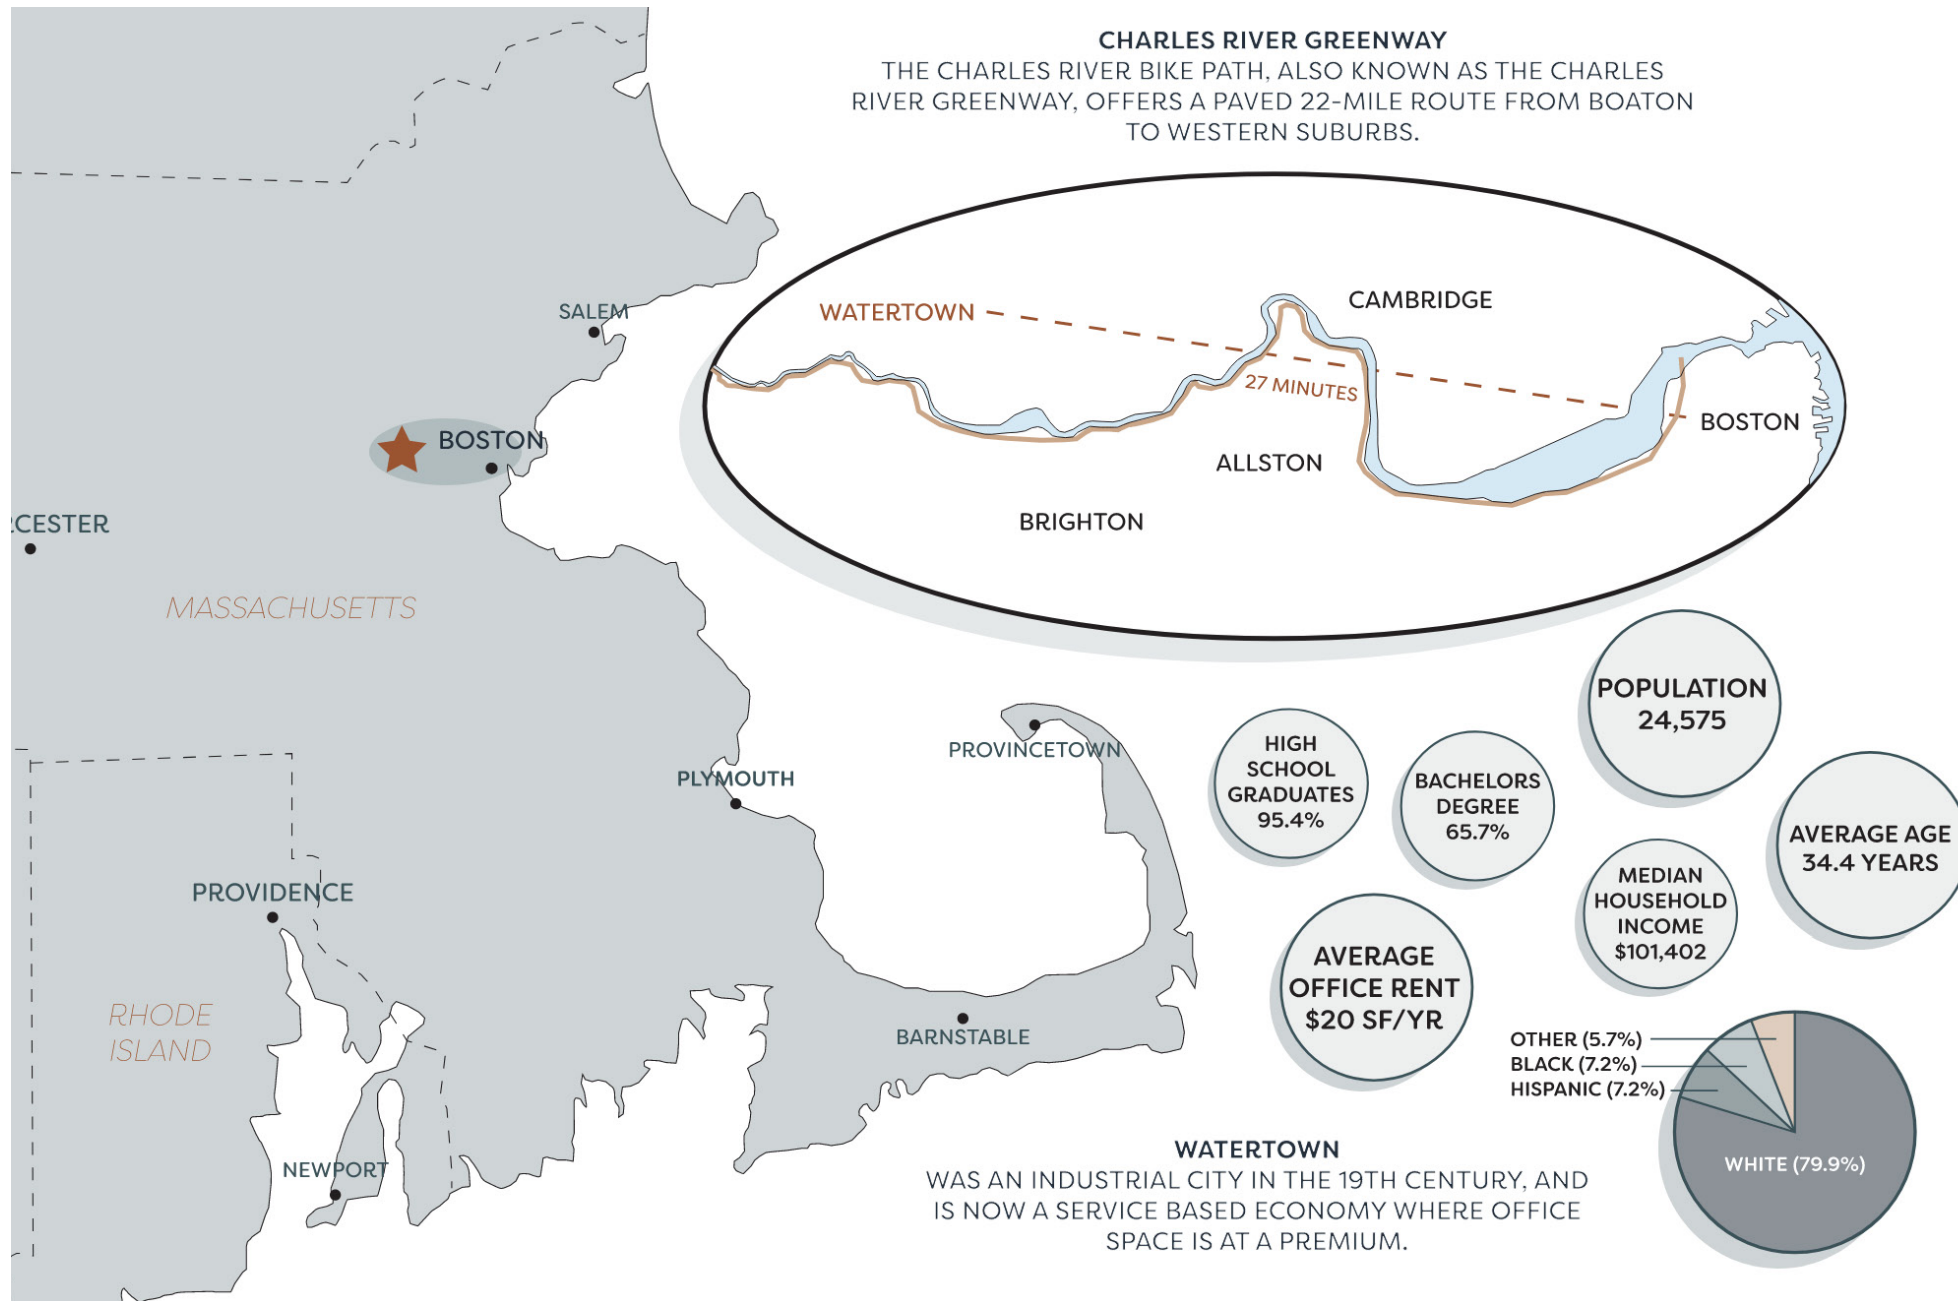 CHARLES RIVER GREENWAY
THE CHARLES RIVER BIKE PATH, ALSO KNOWN AS THE CHARLES
RIVER GREENWAY, OFFERS A PAVED 22-MILE ROUTE FROM BOATON
TO WESTERN SUBURBS.
SALEM
BOSTON
RCESTER
MASSACHUSETTS
PLYMOUTH
PROVINCETOWN
PROVIDENCE
RHODE
ISLAND
BARNSTABLE
NEWPORT
WATERTOWN
CAMBRIDGE
27 MINUTES
BOSTON
ALLSTON
BRIGHTON
POPULATION
24,575
HIGH
SCHOOL
GRADUATES
95.4%
BACHELORS
DEGREE
65.7%
AVERAGE AGE
34.4 YEARS
MEDIAN
HOUSEHOLD
INCOME
$101,402
AVERAGE
OFFICE RENT
$20 SF/YR
OTHER (5.7%)
BLACK (7.2%)
HISPANIC (7.2%)
WHITE (79.9%)
WATERTOWN
WAS AN INDUSTRIAL CITY IN THE 19TH CENTURY, AND
IS NOW A SERVICE BASED ECONOMY WHERE OFFICE
SPACE IS AT A PREMIUM.